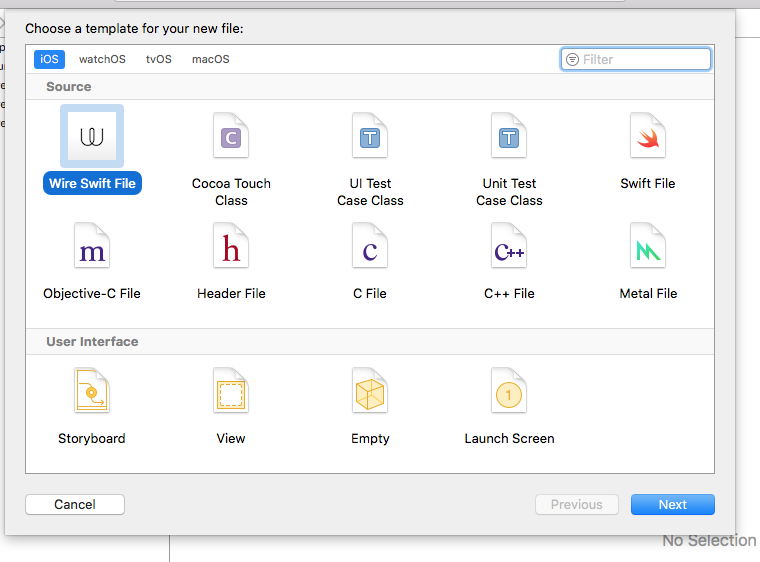 Choose a template for your new file:
iOS watchOS tvOS macOS Filter
Source
Wire Swift File
Cocoa Touch
Class
UI Test
Case Class
Unit Test
Case Class
Swift File
Objective-C File
Header File
C File
C++ File
Metal File
User Interface
Storyboard
View
Empty
Launch Screen
Cancel Previous Next
No Selection